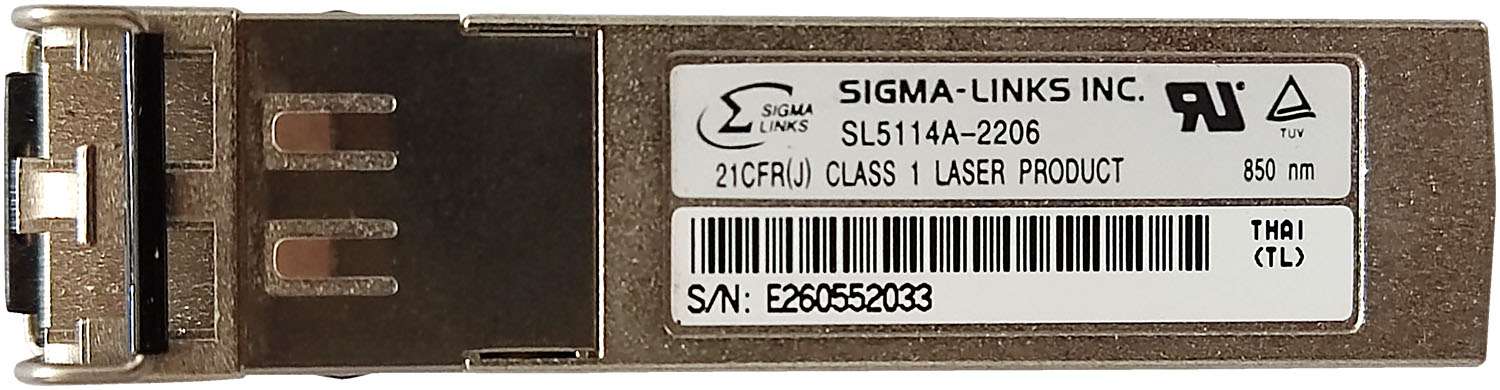 SIGMA
LINKS
SIGMA-LINKS INC.
SL5114A-2206
21CFR(J) CLASS 1 LASER PRODUCT
850 nm
TUV
THAI
(TL)
S/N: E260552033